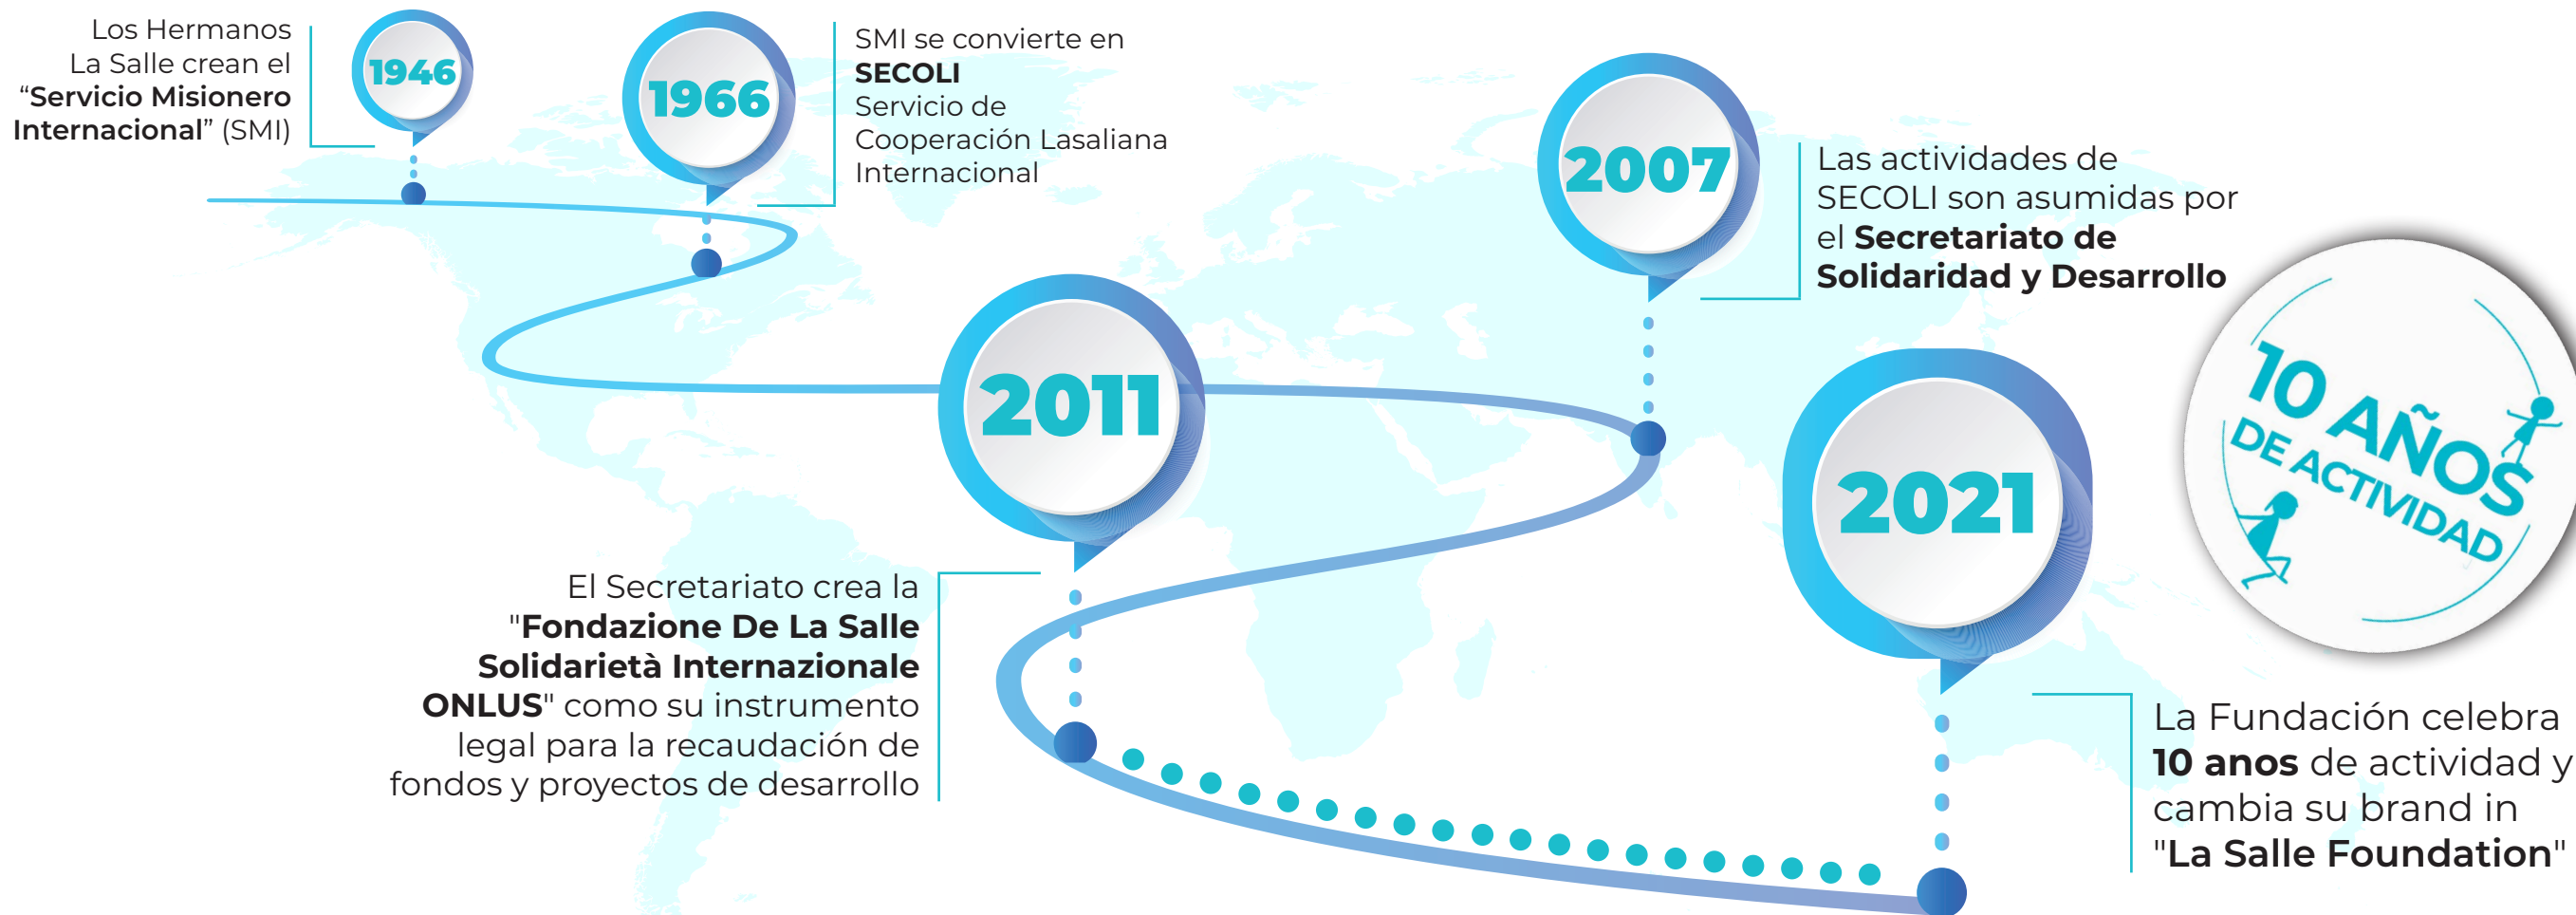 Los Hermanos
La Salle crean el
“Servicio Misionero
Internacional” (SMI)
1946
1966
SMI se convierte en
SECOLI
Servicio de
Cooperación Lasaliana
Internacional
2007
Las actividades de
SECOLI son asumidas por
el Secretariato de
Solidaridad y Desarrollo
2011
El Secretariato crea la
"Fondazione De La Salle
Solidarietà Internazionale
ONLUS" como su instrumento
legal para la recaudación de
fondos y proyectos de desarrollo
2021
10 AÑOS
DE ACTIVIDAD
La Fundación celebra
10 anos de actividad y
cambia su brand in
"La Salle Foundation"